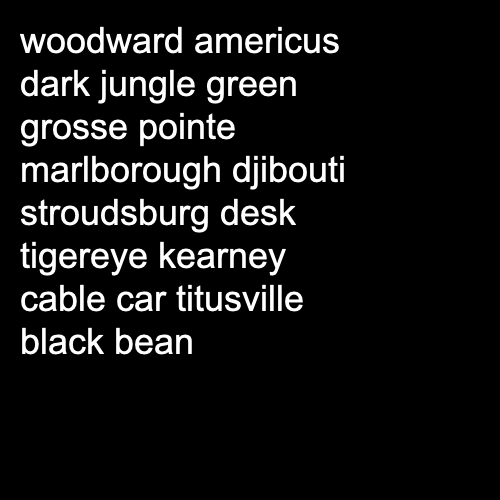 woodward americus
dark jungle green
grosse pointe
marlborough djibouti
stroudsburg desk
tigereye kearney
cable car titusville
black bean